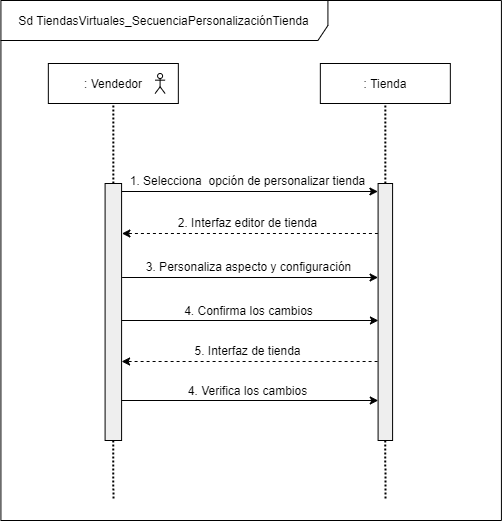 Sd TiendasVirtuales_SecuenciaPersonalizaciónTienda
: Vendedor
: Tienda
1. Selecciona opción de personalizar tienda
2. Interfaz editor de tienda
3. Personaliza aspecto y configuración
4. Confirma los cambios
5. Interfaz de tienda
4. Verifica los cambios